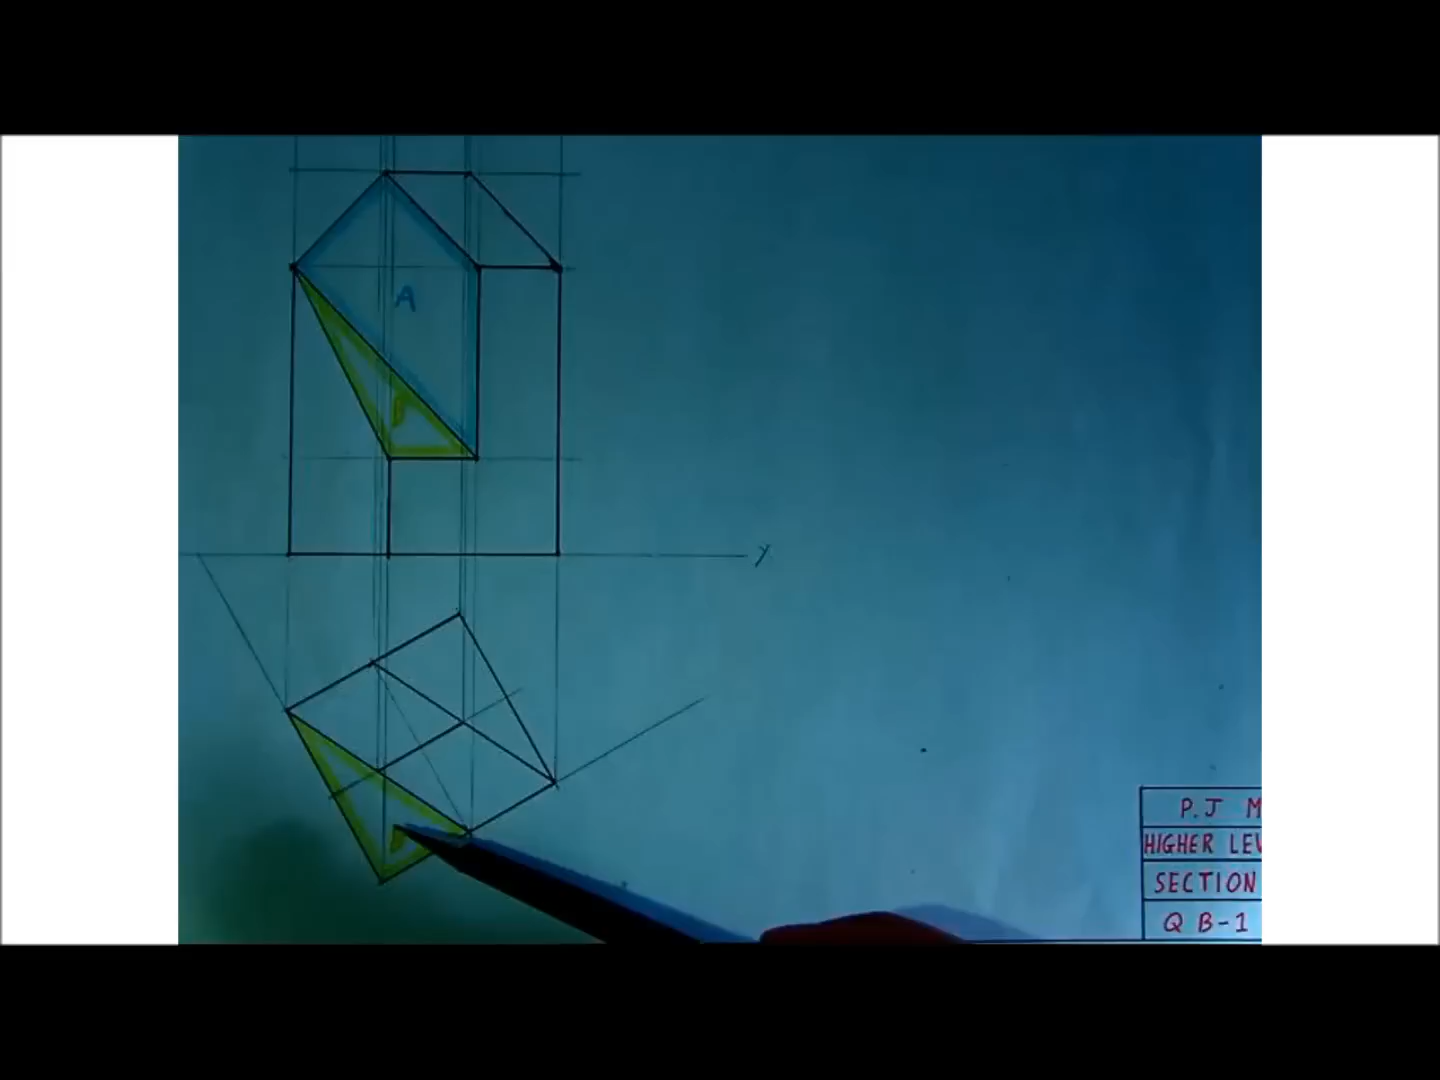 A
y
P.J M
HIGHER LEV
SECTION
Q B-1